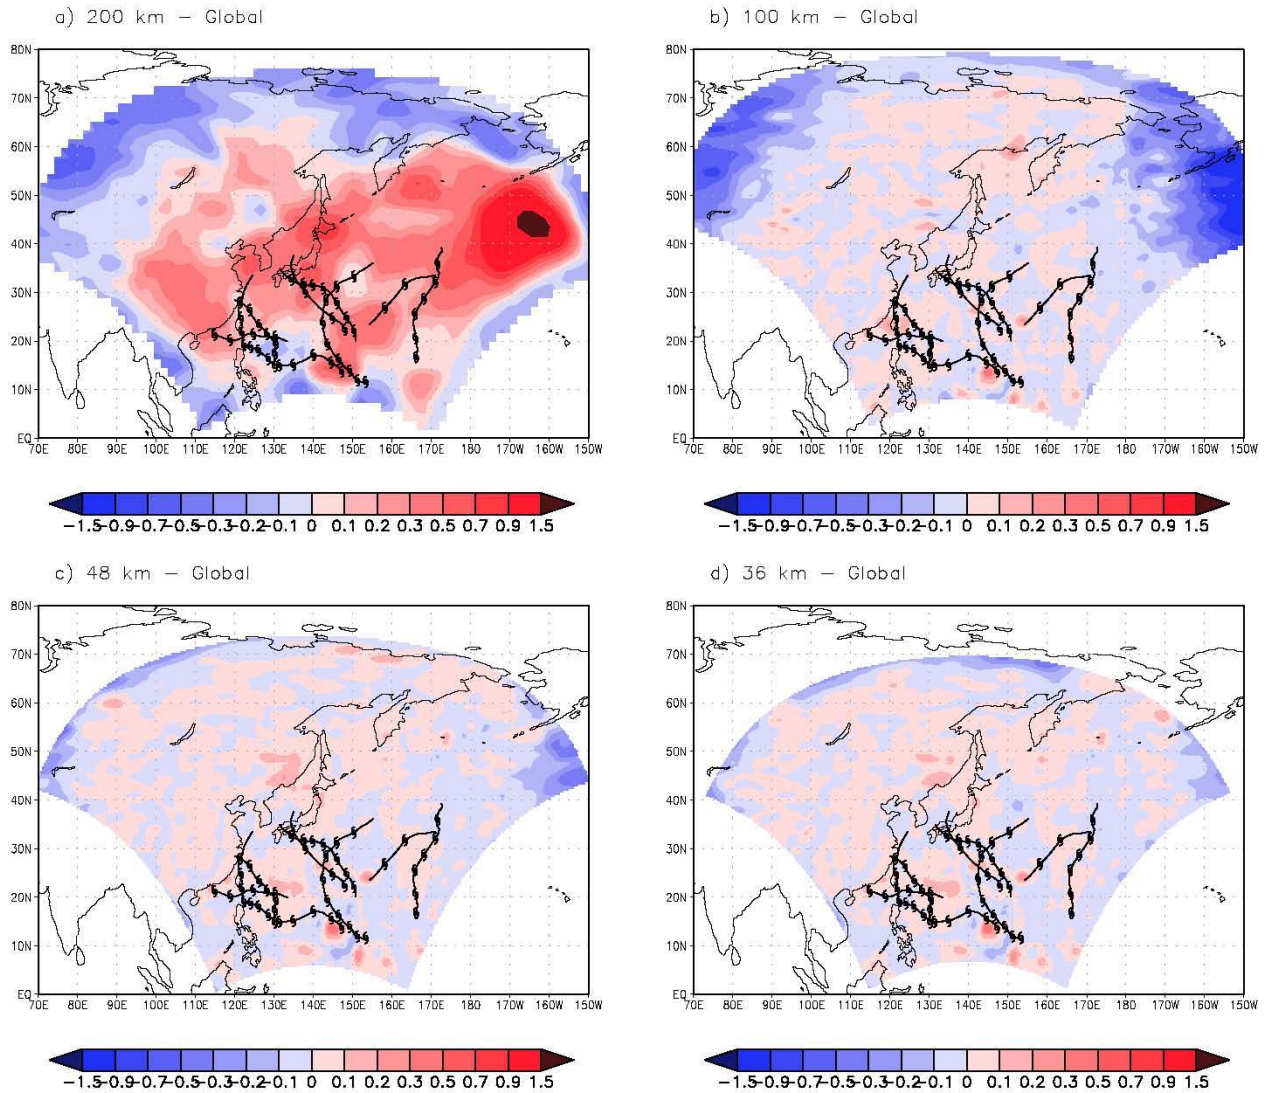 a) 200 km – Global
80N
70N
60N
50N
40N
30N
20N
10N
EQ
70E 80E 90E 100E 110E 120E 130E 140E 150E 160E 170E 180 170W 160W 150W
−1.5 −0.9 −0.7 −0.5 −0.3 −0.2 −0.1 0 0.1 0.2 0.3 0.5 0.7 0.9 1.5
b) 100 km – Global
80N
70N
60N
50N
40N
30N
20N
10N
EQ
70E 80E 90E 100E 110E 120E 130E 140E 150E 160E 170E 180 170W 160W 150W
−1.5 −0.9 −0.7 −0.5 −0.3 −0.2 −0.1 0 0.1 0.2 0.3 0.5 0.7 0.9 1.5
c) 48 km – Global
80N
70N
60N
50N
40N
30N
20N
10N
EQ
70E 80E 90E 100E 110E 120E 130E 140E 150E 160E 170E 180 170W 160W 150W
−1.5 −0.9 −0.7 −0.5 −0.3 −0.2 −0.1 0 0.1 0.2 0.3 0.5 0.7 0.9 1.5
d) 36 km – Global
80N
70N
60N
50N
40N
30N
20N
10N
EQ
70E 80E 90E 100E 110E 120E 130E 140E 150E 160E 170E 180 170W 160W 150W
−1.5 −0.9 −0.7 −0.5 −0.3 −0.2 −0.1 0 0.1 0.2 0.3 0.5 0.7 0.9 1.5